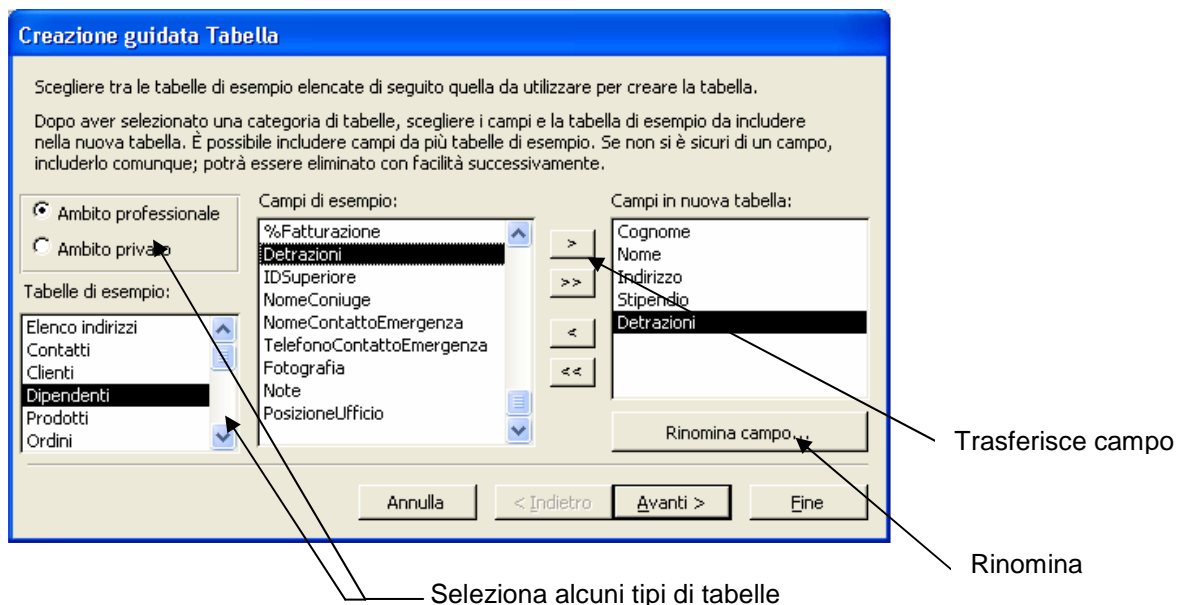 Creazione guidata Tabella
Scegliere tra le tabelle di esempio elencate di seguito quella da utilizzare per creare la tabella.
Dopo aver selezionato una categoria di tabelle, scegliere i campi e la tabella di esempio da includere
nella nuova tabella. È possibile includere campi da più tabelle di esempio. Se non si è sicuri di un campo,
includerlo comunque; potrà essere eliminato con facilità successivamente.
Ambito professionale
Ambito privato
Tabelle di esempio:
Elenco indirizzi
Contatti
Clienti
Dipendenti
Prodotti
Ordini
Campi di esempio:
%Fatturazione
Detrazioni
IDSuperiore
NomeConiuge
NomeContattoEmergenza
TelefonoContattoEmergenza
Fotografia
Note
PosizioneUfficio
>
>>
<
<<
Campi in nuova tabella:
Cognome
Nome
Indirizzo
Stipendio
Detrazioni
Rinomina campo...
Annulla
< Indietro
Avanti >
Fine
Trasferisce campo
Rinomina
Seleziona alcuni tipi di tabelle